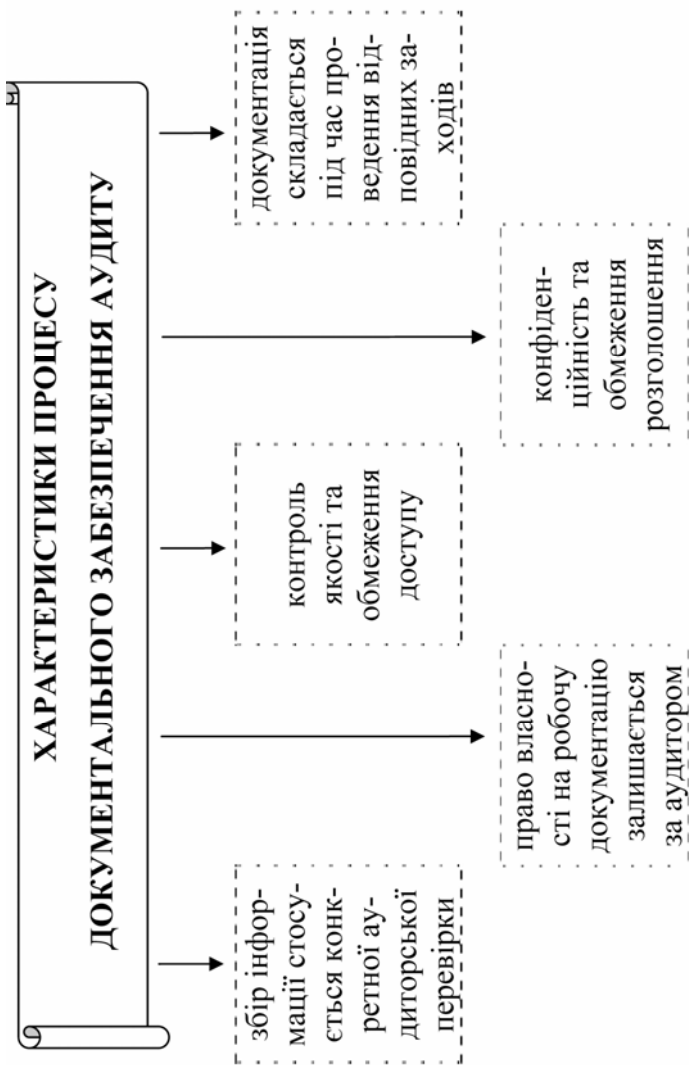 ХАРАКТЕРИСТИКИ ПРОЦЕСУ
ДОКУМЕНТАЛЬНОГО ЗАБЕЗПЕЧЕННЯ АУДИТУ
збір інфор-
мації стосу-
ється конк-
ретної ау-
диторської
перевірки
право власно-
сті на робочу
документацію
залишається
за аудитором
контроль
якості та
обмеження
доступу
конфіден-
ційність та
обмеження
розголошення
документація
складається
під час про-
ведення від-
повідних за-
ходів